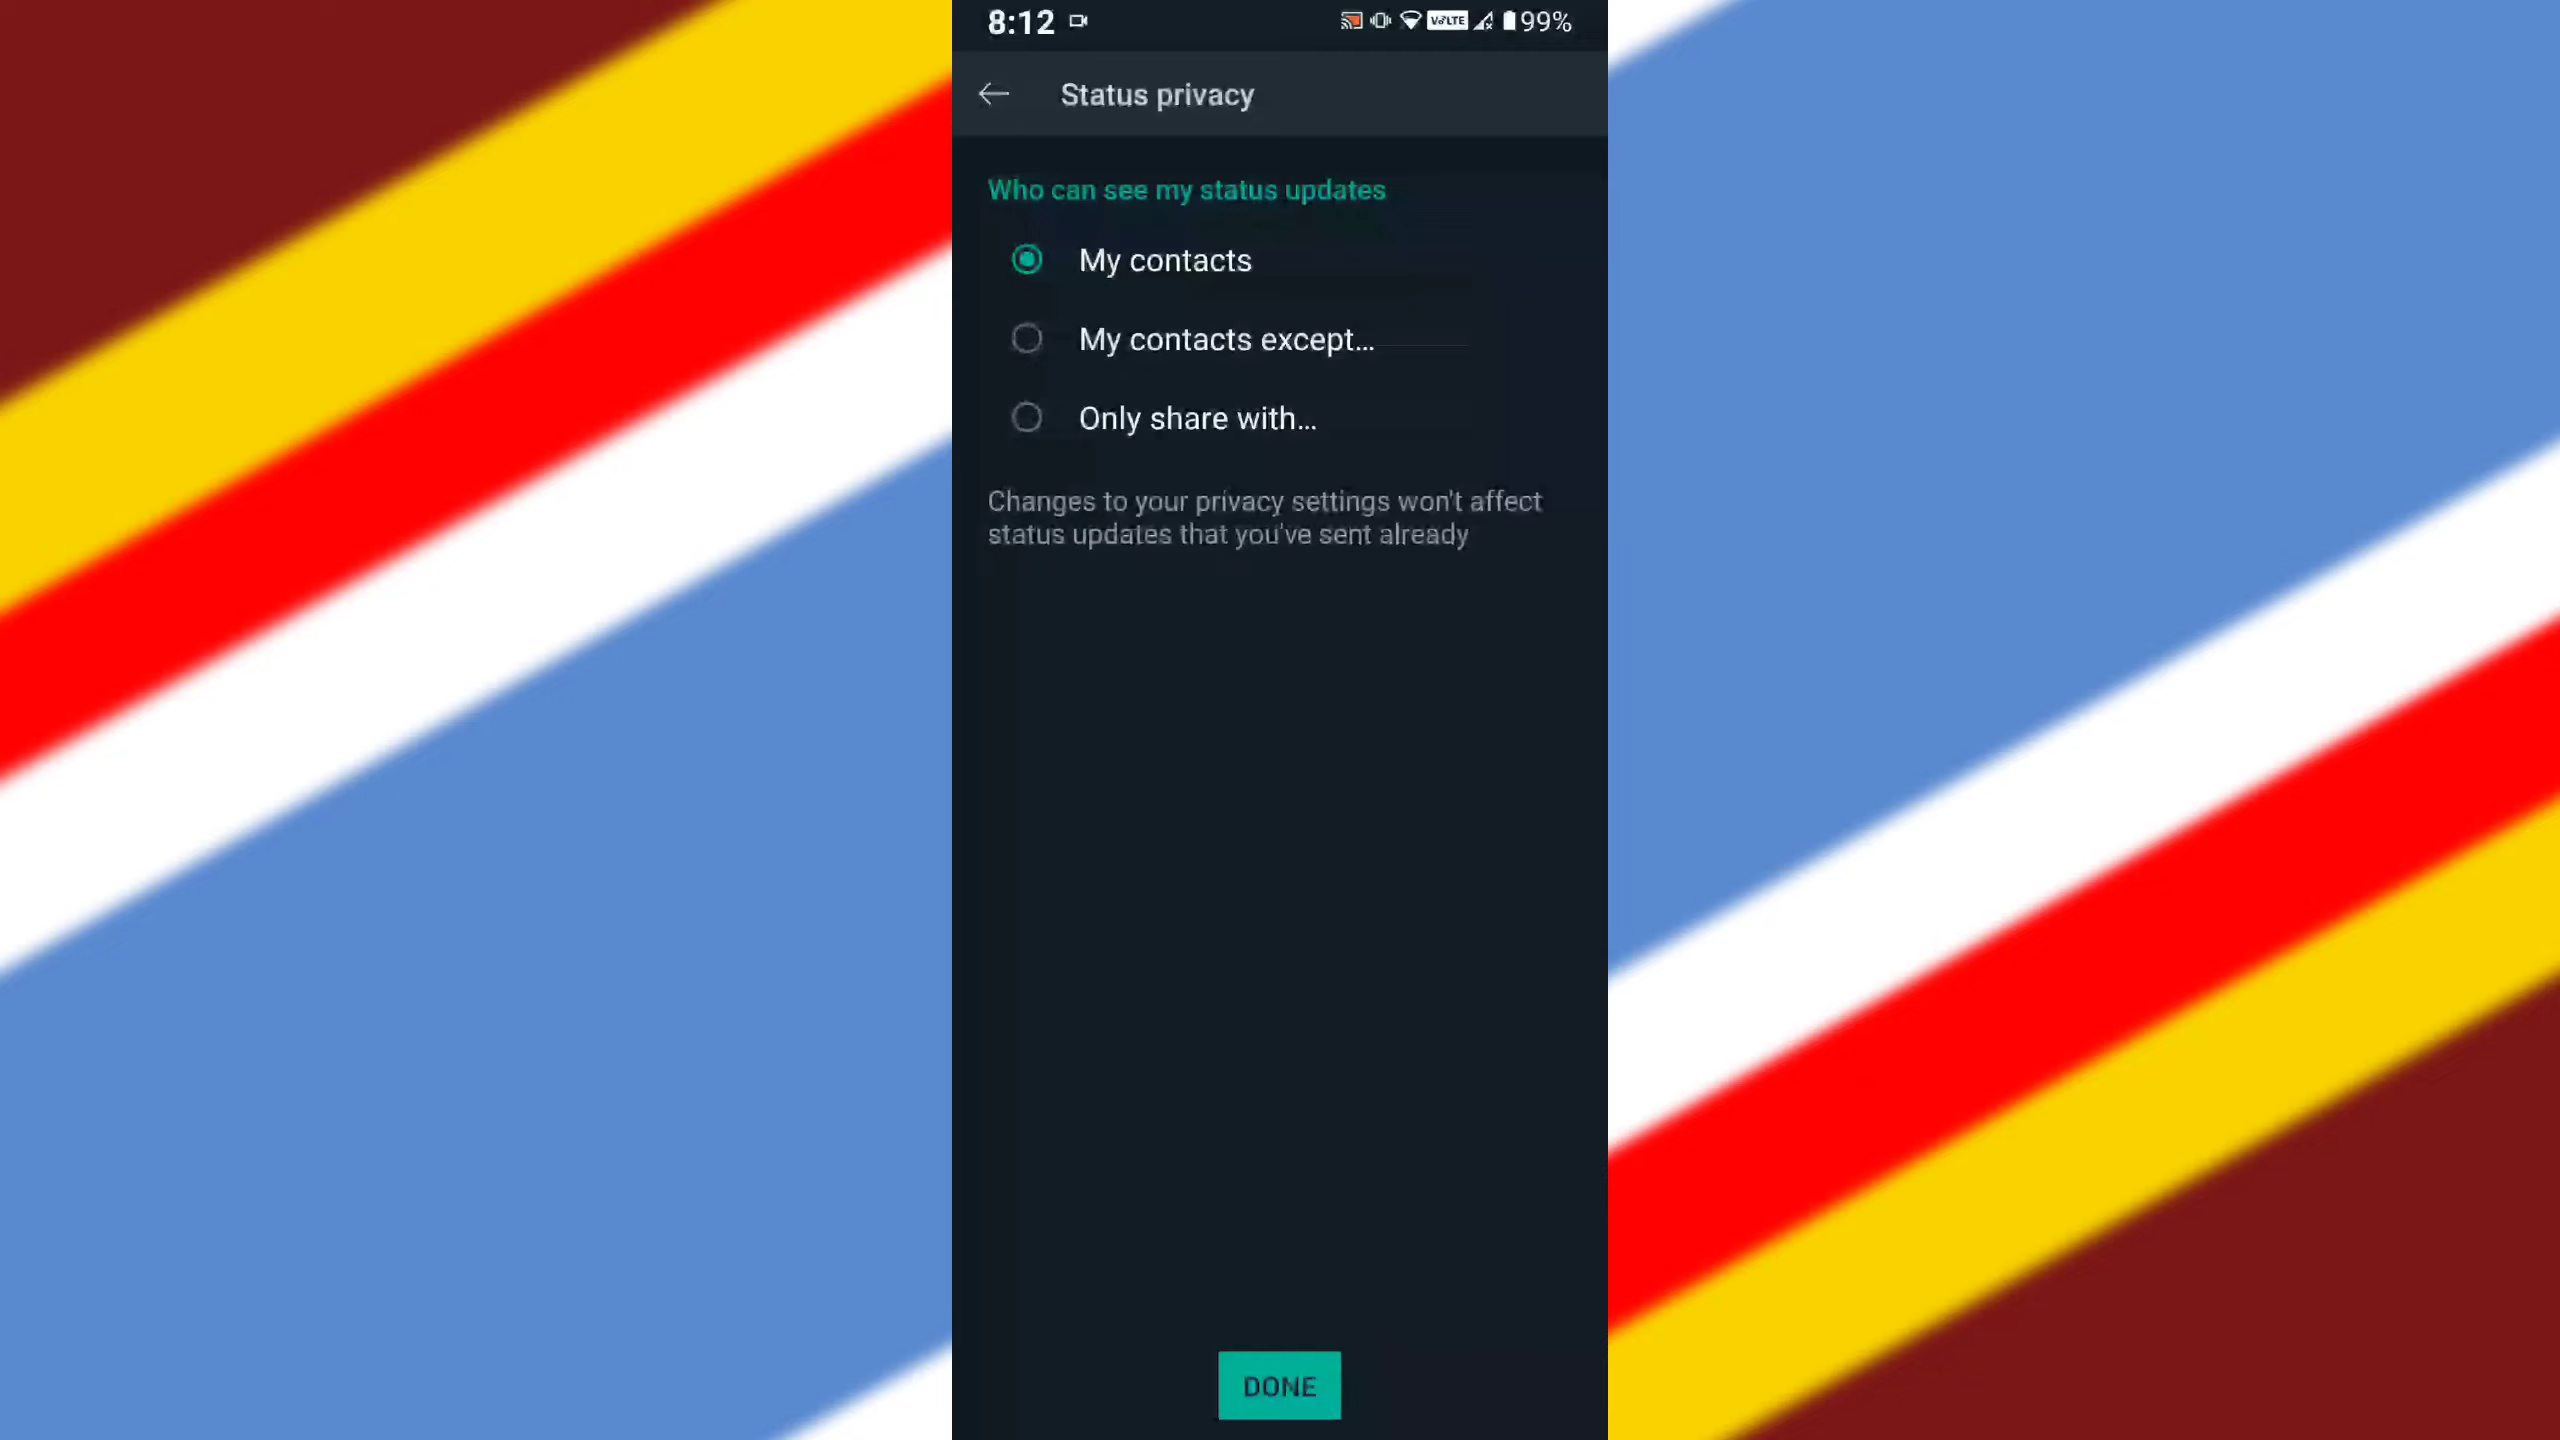 8:12
VoLTE
99%
Status privacy
Who can see my status updates
My contacts
My contacts except...
Only share with...
Changes to your privacy settings won't affect
status updates that you've sent already
DONE